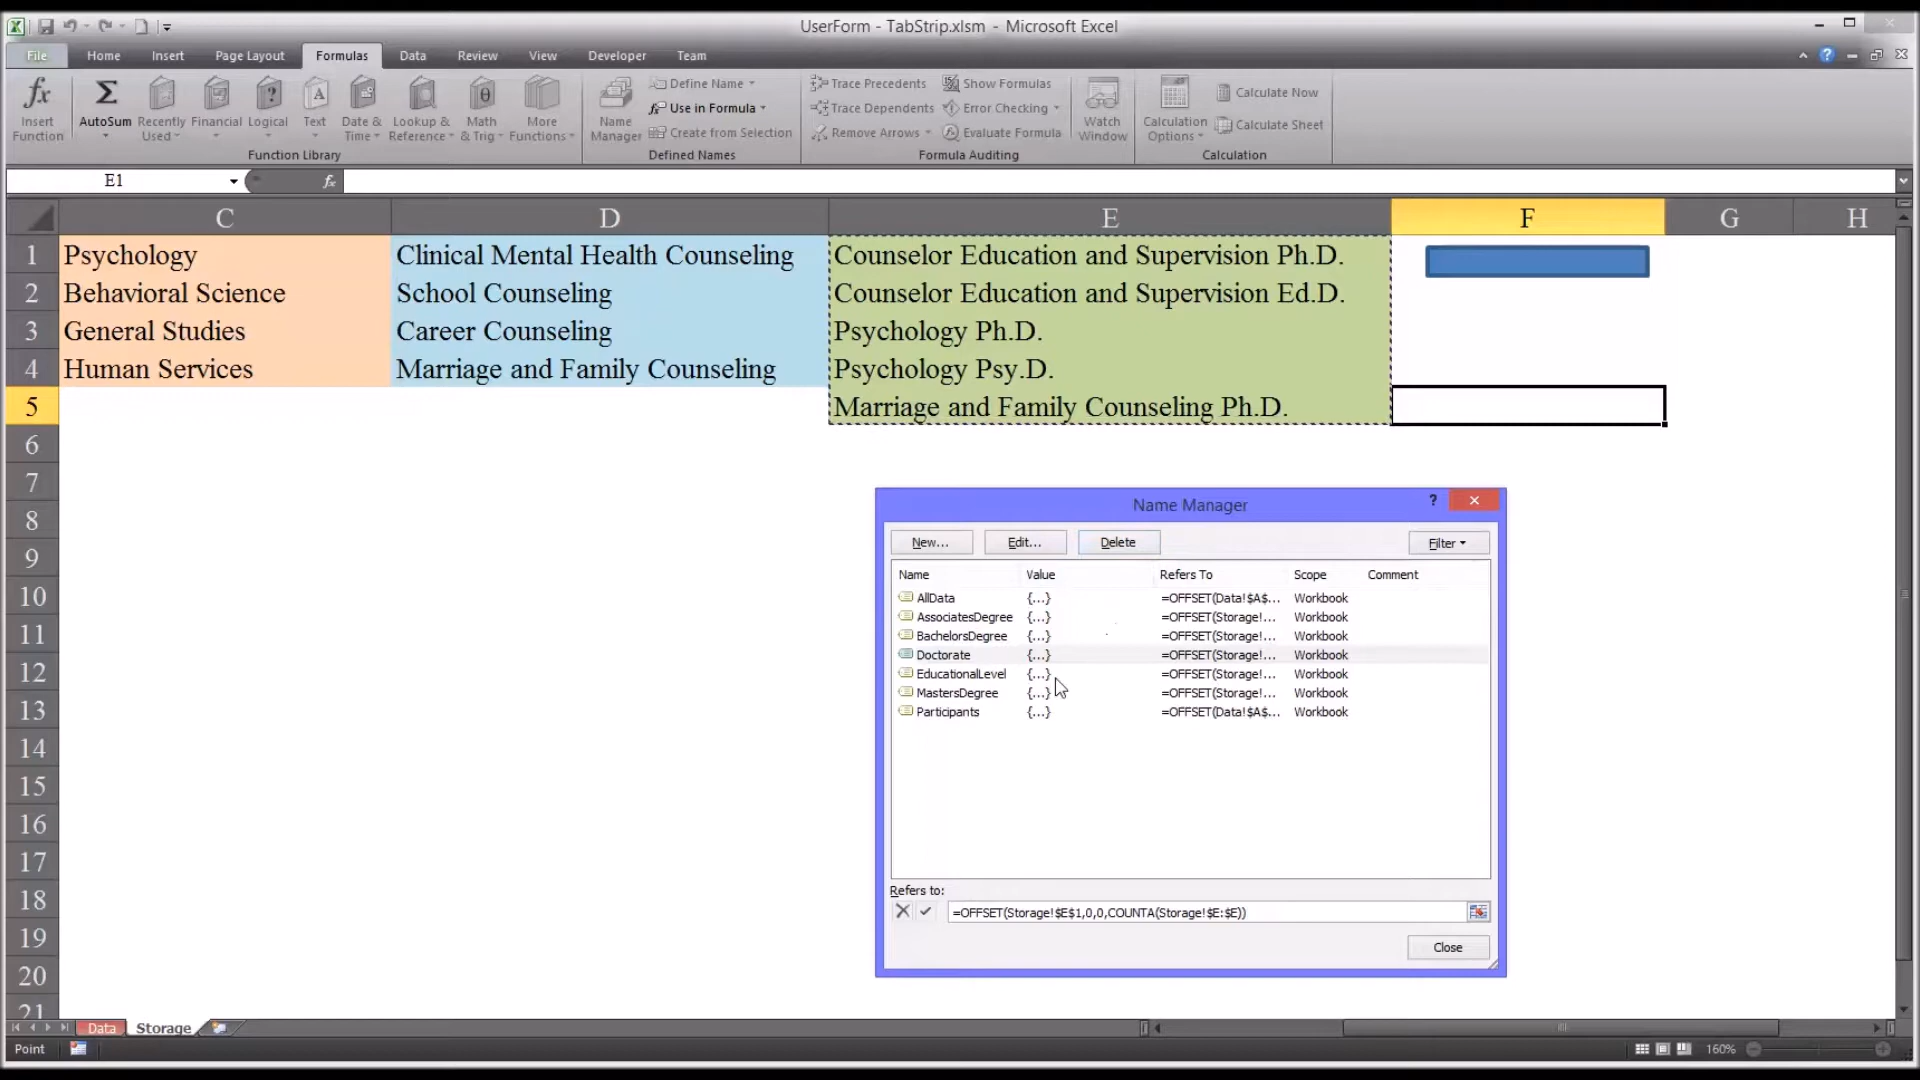 UserForm - TabStrip.xlsm - Microsoft Excel
File Home Insert Page Layout Formulas Data Review View Developer Team
fx Insert Function
Σ AutoSum
Recently Used
Financial
Logical
Text
Date & Time
Lookup & Reference
Math & Trig
More Functions
Function Library
Name Manager
Define Name
Use in Formula
Create from Selection
Defined Names
Trace Precedents
Trace Dependents
Remove Arrows
Show Formulas
Error Checking
Evaluate Formula
Formula Auditing
Watch Window
Calculation Options
Calculate Now
Calculate Sheet
Calculation
E1 fx
C D E F G H
1 Psychology Clinical Mental Health Counseling Counselor Education and Supervision Ph.D.
2 Behavioral Science School Counseling Counselor Education and Supervision Ed.D.
3 General Studies Career Counseling Psychology Ph.D.
4 Human Services Marriage and Family Counseling Psychology Psy.D.
5 Marriage and Family Counseling Ph.D.
6
7
8
9
10
11
12
13
14
15
16
17
18
19
20
21
Name Manager
?
New... Edit... Delete Filter
Name Value Refers To Scope Comment
AllData {...} =OFFSET(Data!$A$... Workbook
AssociatesDegree {...} =OFFSET(Storage!... Workbook
BachelorsDegree {...} =OFFSET(Storage!... Workbook
Doctorate {...} =OFFSET(Storage!... Workbook
EducationalLevel {...} =OFFSET(Storage!... Workbook
MastersDegree {...} =OFFSET(Storage!... Workbook
Participants {...} =OFFSET(Data!$A$... Workbook
Refers to:
=OFFSET(Storage!$E$1,0,0,COUNTA(Storage!$E:$E))
Close
Data Storage
Point 160%